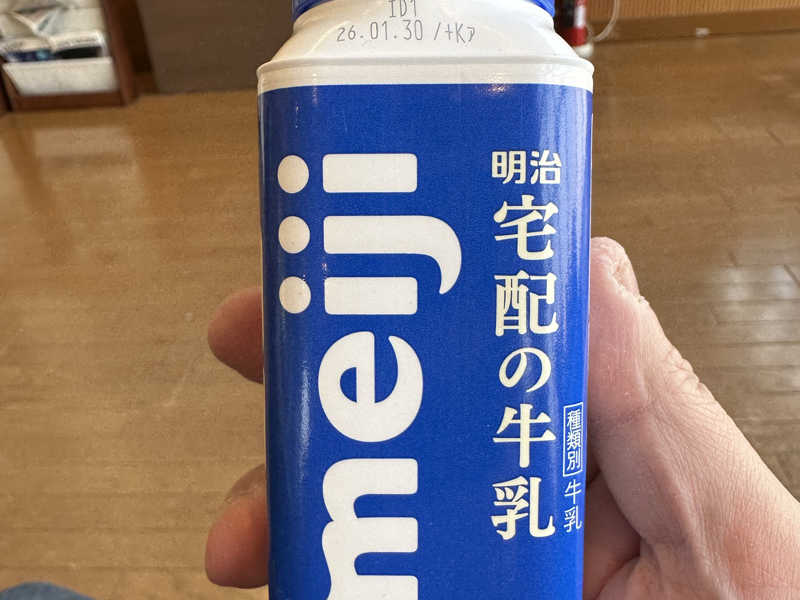 ID1
26.01.30/+Kア
meiji
明治
宅配の牛乳
種類別
牛乳